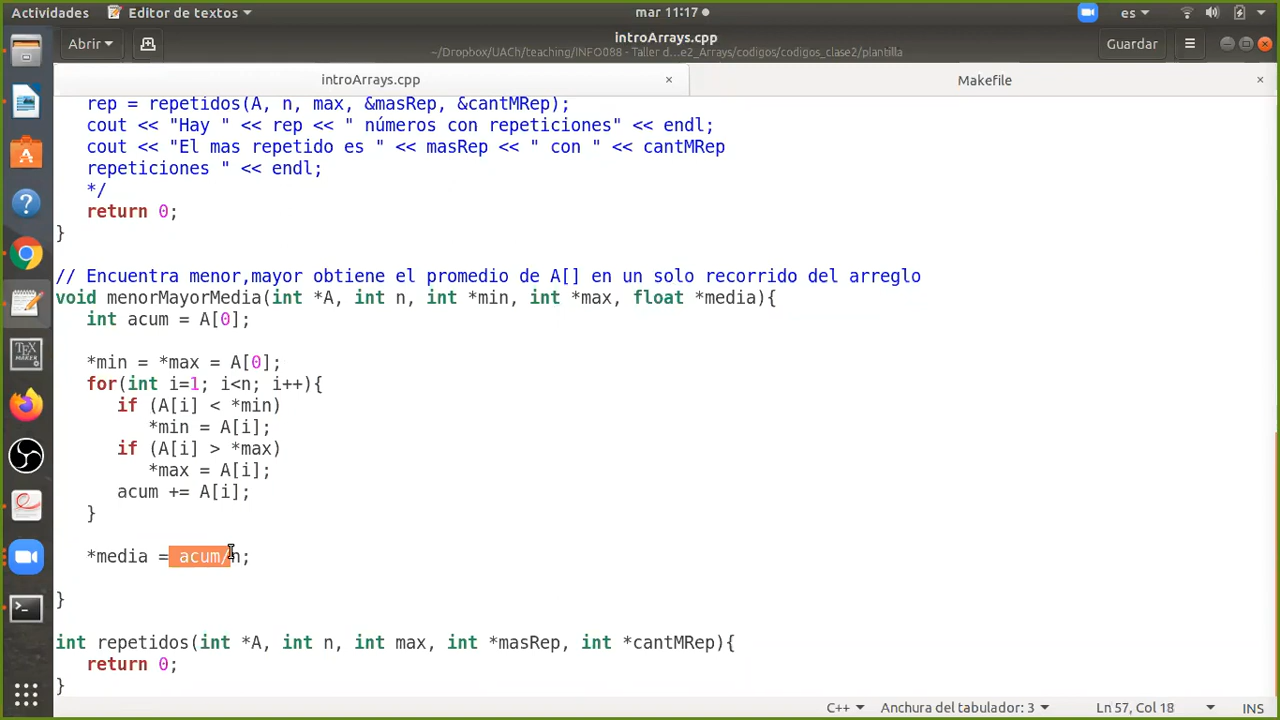 Actividades Editor de textos mar 11:17 es
Abrir introArrays.cpp Guardar
~/Dropbox/UACh/teaching/INFO088 - Taller d…e2_Arrays/codigos/codigos_clase2/plantilla
introArrays.cpp × Makefile ×
rep = repetidos(A, n, max, &masRep, &cantMRep);
cout << "Hay " << rep << " números con repeticiones" << endl;
cout << "El mas repetido es " << masRep << " con " << cantMRep
repeticiones " << endl;
*/
return 0;
}
// Encuentra menor,mayor obtiene el promedio de A[] en un solo recorrido del arreglo
void menorMayorMedia(int *A, int n, int *min, int *max, float *media){
int acum = A[0];
*min = *max = A[0];
for(int i=1; i<n; i++){
if (A[i] < *min)
*min = A[i];
if (A[i] > *max)
*max = A[i];
acum += A[i];
}
*media = acum/n;
}
int repetidos(int *A, int n, int max, int *masRep, int *cantMRep){
return 0;
}
C++ Anchura del tabulador: 3 Ln 57, Col 18 INS